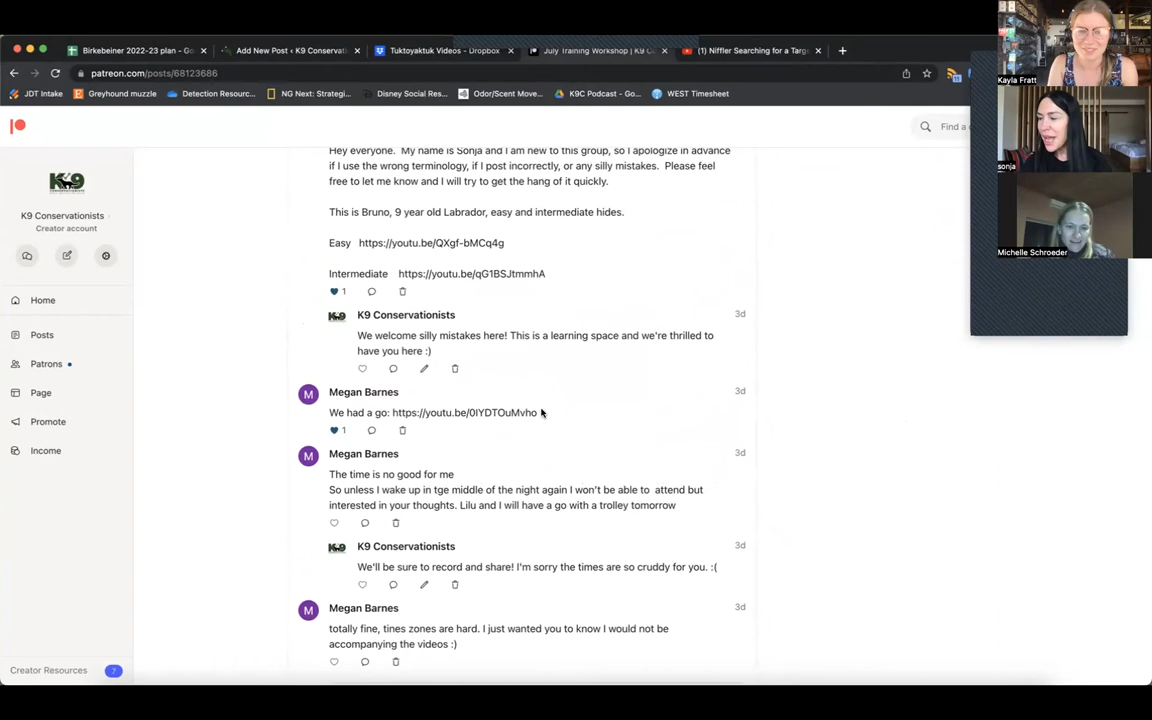 Birkebeiner 2022-23 plan - Go
Add New Post ‹ K9 Conservati
Tuktoyaktuk Videos - Dropbox
July Training Workshop | K9 C
(1) Niffler Searching for a Targ
patreon.com/posts/68123686
JDT Intake
Greyhound muzzle
Detection Resourc...
NG Next: Strategi...
Disney Social Res...
Odor/Scent Move...
K9C Podcast - Go...
WEST Timesheet
Kayla Fratt
sonja
Michelle Schroeder
Find a
K9 Conservationists
Creator account
Home
Posts
Patrons
Page
Promote
Income
Creator Resources
7
Hey everyone. My name is Sonja and I am new to this group, so I apologize in advance
if I use the wrong terminology, if I post incorrectly, or any silly mistakes. Please feel
free to let me know and I will try to get the hang of it quickly.
This is Bruno, 9 year old Labrador, easy and intermediate hides.
Easy https://youtu.be/QXgf-bMCq4g
Intermediate https://youtu.be/qG1BSJtmmhA
1
K9 Conservationists
3d
We welcome silly mistakes here! This is a learning space and we're thrilled to
have you here :)
Megan Barnes
3d
We had a go: https://youtu.be/0IYDTOuMvho
1
Megan Barnes
3d
The time is no good for me
So unless I wake up in tge middle of the night again I won't be able to attend but
interested in your thoughts. Lilu and I will have a go with a trolley tomorrow
K9 Conservationists
3d
We'll be sure to record and share! I'm sorry the times are so cruddy for you. :(
Megan Barnes
3d
totally fine, tines zones are hard. I just wanted you to know I would not be
accompanying the videos :)